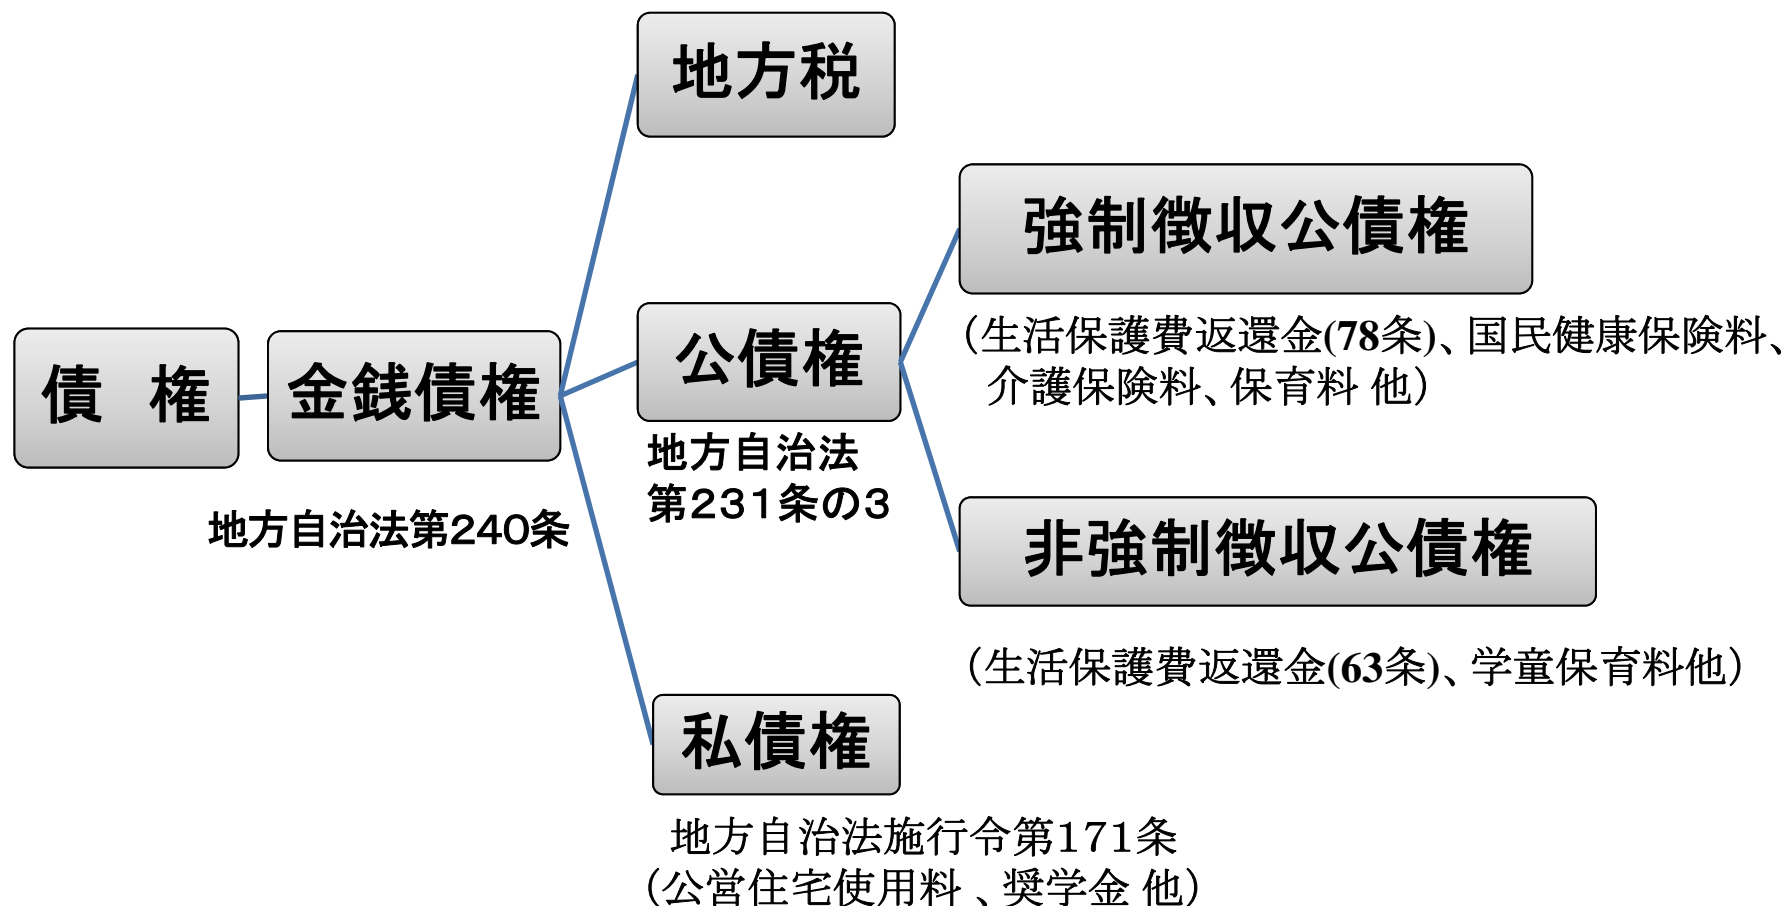 債　権
金銭債権
地方自治法第240条
地方税
公債権
地方自治法
第231条の3
強制徴収公債権
（生活保護費返還金(78条)、国民健康保険料、
介護保険料、保育料 他）
非強制徴収公債権
（生活保護費返還金(63条)、学童保育料他）
私債権
地方自治法施行令第171条
（公営住宅使用料 、奨学金 他）